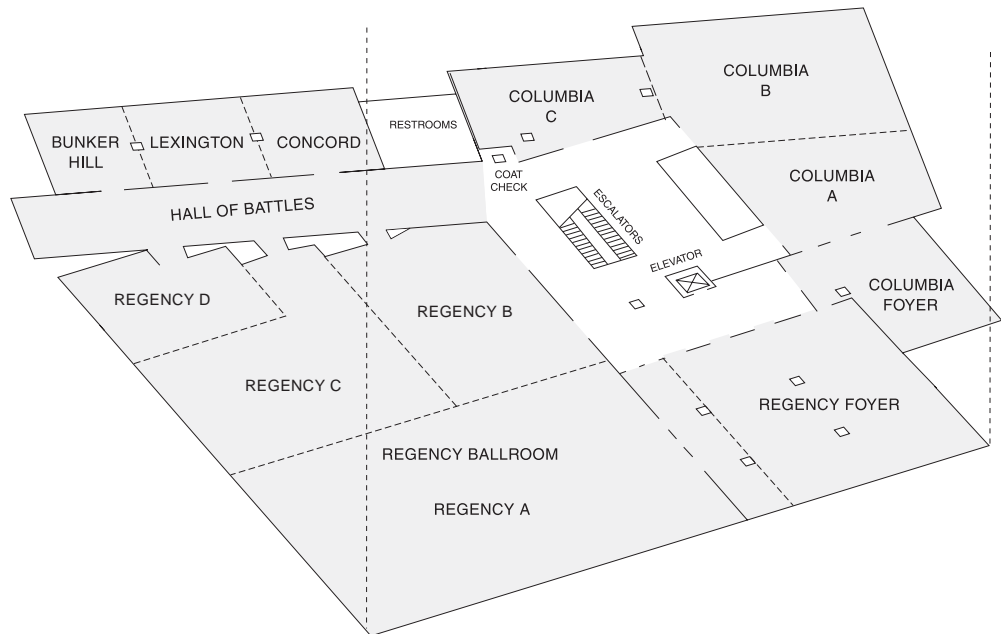 COLUMBIA
B
COLUMBIA
C
RESTROOMS
BUNKER
HILL
LEXINGTON
CONCORD
COAT
CHECK
COLUMBIA
A
HALL OF BATTLES
ESCALATORS
ELEVATOR
COLUMBIA
FOYER
REGENCY D
REGENCY B
REGENCY C
REGENCY FOYER
REGENCY BALLROOM
REGENCY A